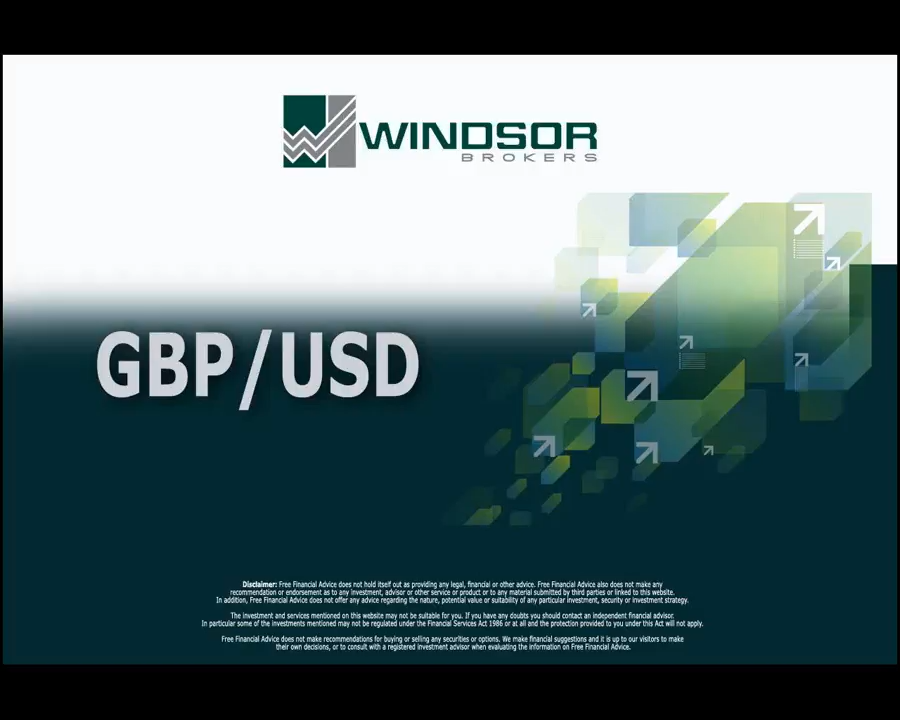 WINDSOR
BROKERS
GBP/USD
Disclaimer: Free Financial Advice does not hold itself out as providing any legal, financial or other advice. Free Financial Advice also does not make any
recommendation or endorsement as to any investment, advisor or other service or product or to any material submitted by third parties or linked to this website.
In addition, Free Financial Advice does not offer any advice regarding the nature, potential value or suitability of any particular investment, security or investment strategy.
The investment and services mentioned on this website may not be suitable for you. If you have any doubts you should contact an independent financial advisor.
In particular some of the investments mentioned may not be regulated under the Financial Services Act 1986 or at all and the protection provided to you under this Act will not apply.
Free Financial Advice does not make recommendations for buying or selling any securities or options. We make financial suggestions and it is up to our visitors to make
their own decisions, or to consult with a registered investment advisor when evaluating the information on Free Financial Advice.